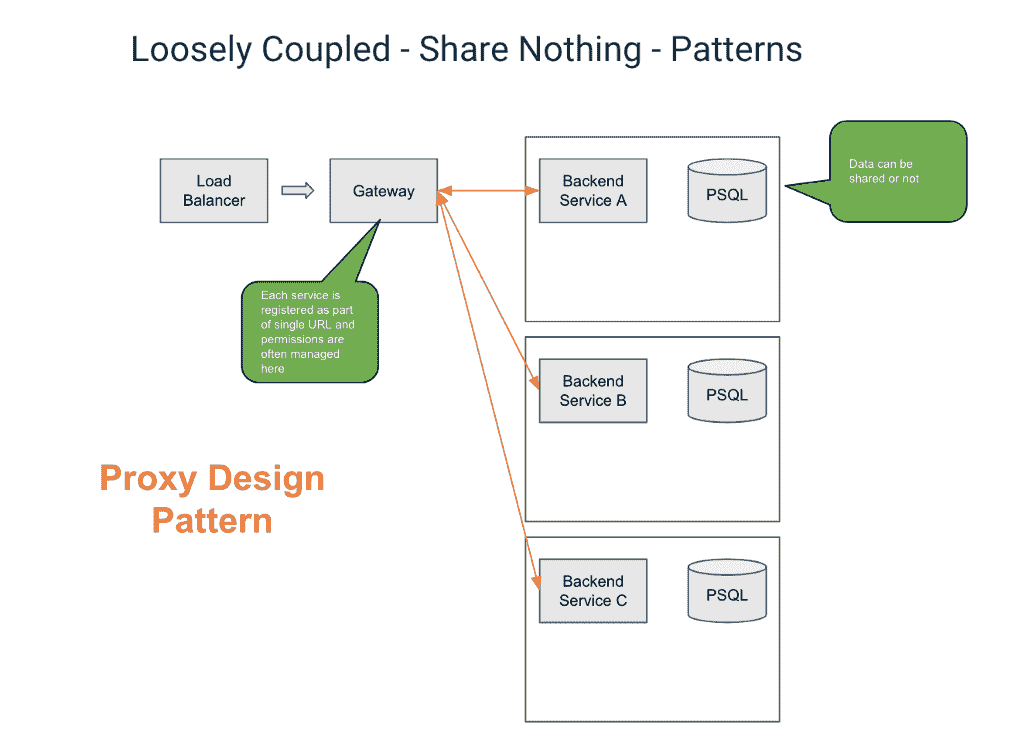 Loosely Coupled - Share Nothing - Patterns
Load
Balancer
Gateway
Backend
Service A
PSQL
Data can be
shared or not
Each service is
registered as part
of single URL and
permissions are
often managed
here
Backend
Service B
PSQL
Proxy Design
Pattern
Backend
Service C
PSQL